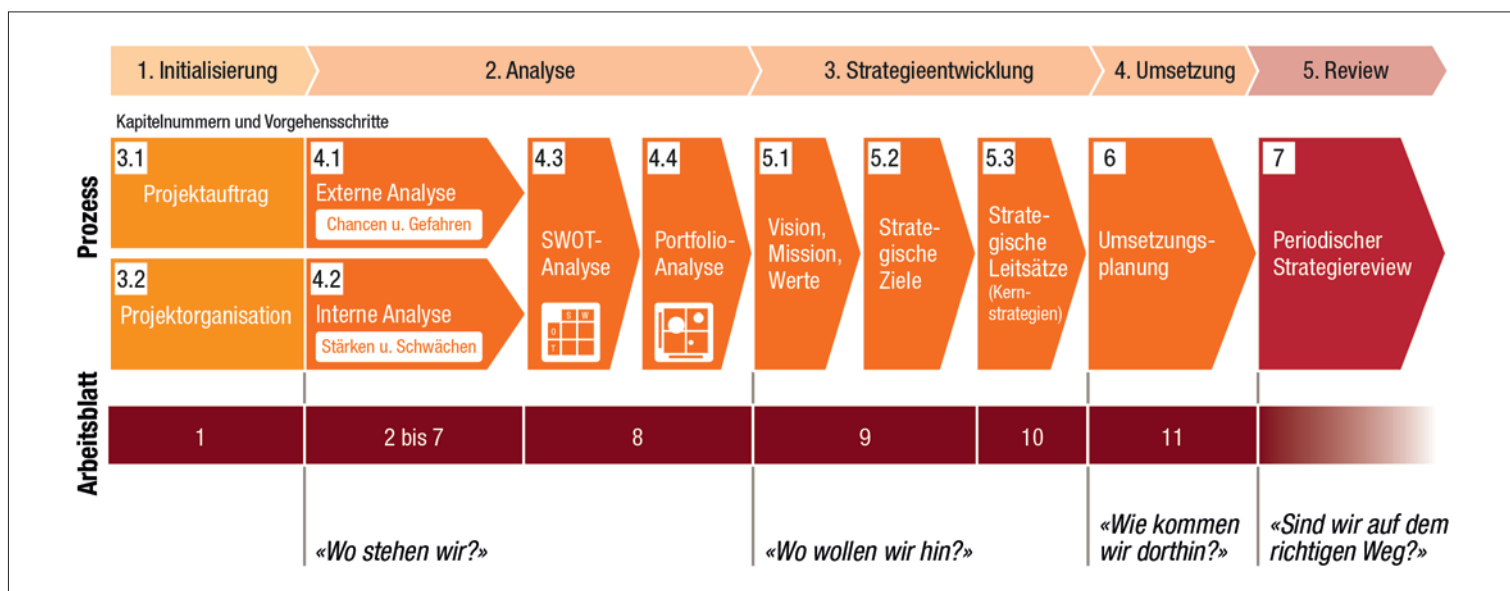 1. Initialisierung
2. Analyse
3. Strategieentwicklung
4. Umsetzung
5. Review
Kapitelnummern und Vorgehensschritte
Prozess
3.1
Projektauftrag
3.2
Projektorganisation
4.1
Externe Analyse
Chancen u. Gefahren
4.2
Interne Analyse
Stärken u. Schwächen
4.3
SWOT-
Analyse
S W
O
T
4.4
Portfolio-
Analyse
5.1
Vision,
Mission,
Werte
5.2
Strate-
gische
Ziele
5.3
Strate-
gische
Leitsätze
(Kern-
strategien)
6
Umsetzungs-
planung
7
Periodischer
Strategiereview
Arbeitsblatt
1
2 bis 7
8
9
10
11
«Wo stehen wir?»
«Wo wollen wir hin?»
«Wie kommen
wir dorthin?»
«Sind wir auf dem
richtigen Weg?»